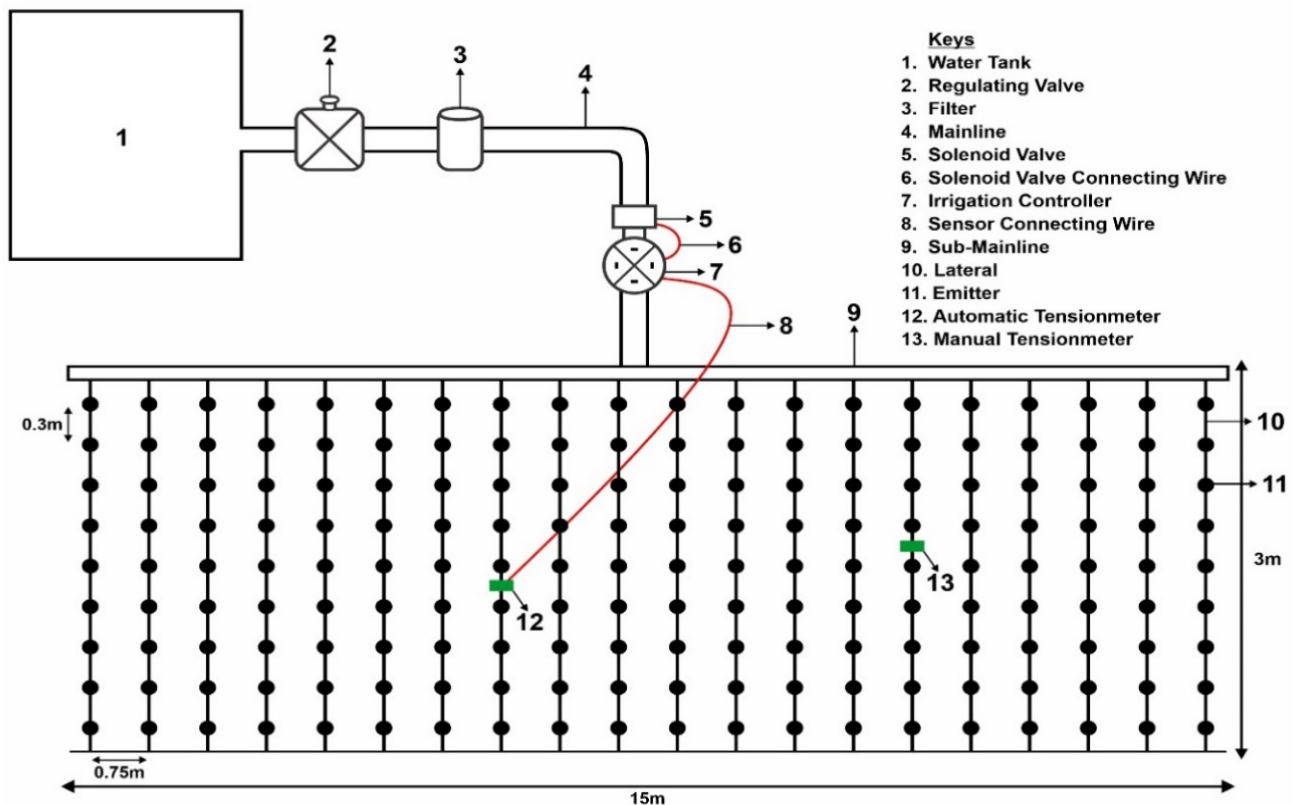 Keys
1. Water Tank
2. Regulating Valve
3. Filter
4. Mainline
5. Solenoid Valve
6. Solenoid Valve Connecting Wire
7. Irrigation Controller
8. Sensor Connecting Wire
9. Sub-Mainline
10. Lateral
11. Emitter
12. Automatic Tensionmeter
13. Manual Tensionmeter
1
2
3
4
5
6
7
8
9
0.3m
10
11
12
13
3m
0.75m
15m